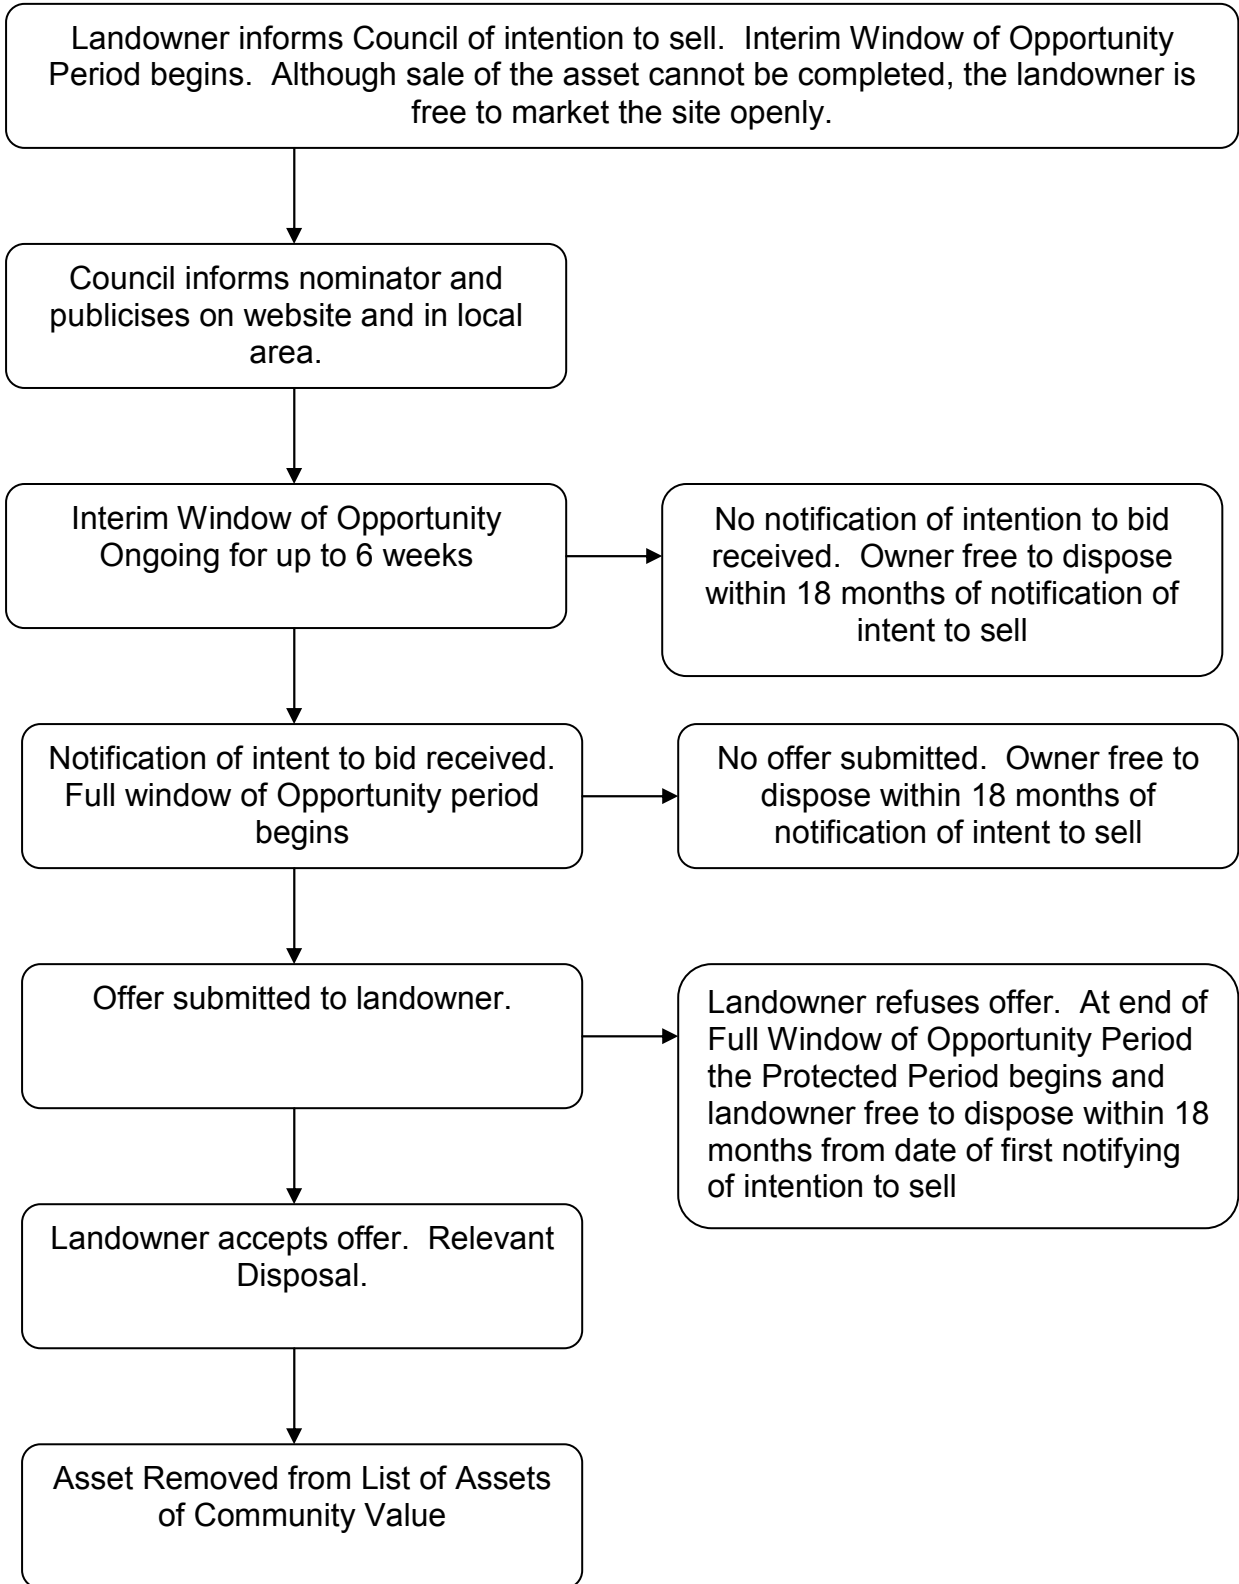 Landowner informs Council of intention to sell.  Interim Window of Opportunity
Period begins.  Although sale of the asset cannot be completed, the landowner is
free to market the site openly.
Council informs nominator and
publicises on website and in local
area.
Interim Window of Opportunity
Ongoing for up to 6 weeks
No notification of intention to bid
received.  Owner free to dispose
within 18 months of notification of
intent to sell
Notification of intent to bid received.
Full window of Opportunity period
begins
No offer submitted.  Owner free to
dispose within 18 months of
notification of intent to sell
Offer submitted to landowner.
Landowner refuses offer.  At end of
Full Window of Opportunity Period
the Protected Period begins and
landowner free to dispose within 18
months from date of first notifying
of intention to sell
Landowner accepts offer.  Relevant
Disposal.
Asset Removed from List of Assets
of Community Value